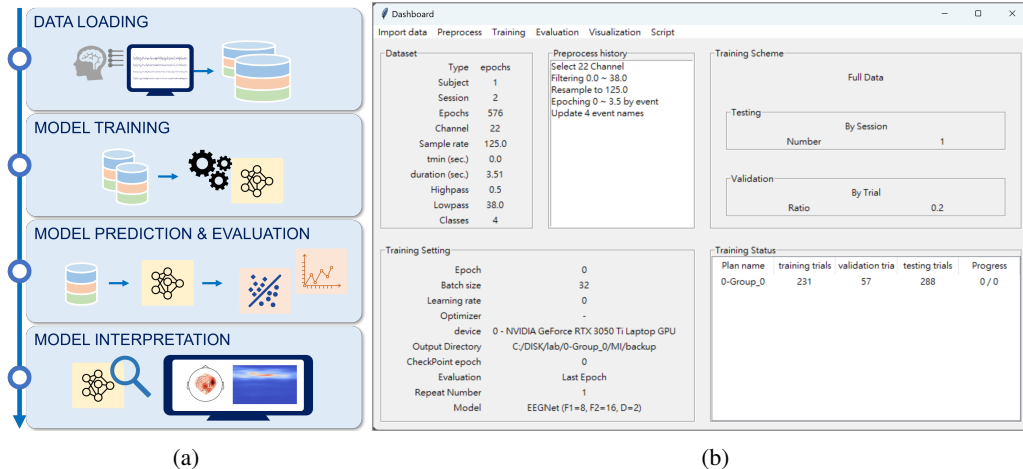 DATA LOADING
MODEL TRAINING
MODEL PREDICTION & EVALUATION
MODEL INTERPRETATION
(a)
Dashboard
Import data Preprocess Training Evaluation Visualization Script
Dataset
Type epochs
Subject 1
Session 2
Epochs 576
Channel 22
Sample rate 125.0
tmin (sec.) 0.0
duration (sec.) 3.51
Highpass 0.5
Lowpass 38.0
Classes 4
Preprocess history
Select 22 Channel
Filtering 0.0 ~ 38.0
Resample to 125.0
Epoching 0 ~ 3.5 by event
Update 4 event names
Training Scheme
Full Data
Testing
By Session
Number 1
Validation
By Trial
Ratio 0.2
Training Setting
Epoch 0
Batch size 32
Learning rate 0
Optimizer -
device 0 - NVIDIA GeForce RTX 3050 Ti Laptop GPU
Output Directory C:/DISK/lab/0-Group_0/MI/backup
CheckPoint epoch 0
Evaluation Last Epoch
Repeat Number 1
Model EEGNet (F1=8, F2=16, D=2)
Training Status
Plan name training trials validation tria testing trials Progress
0-Group_0 231 57 288 0 / 0
(b)